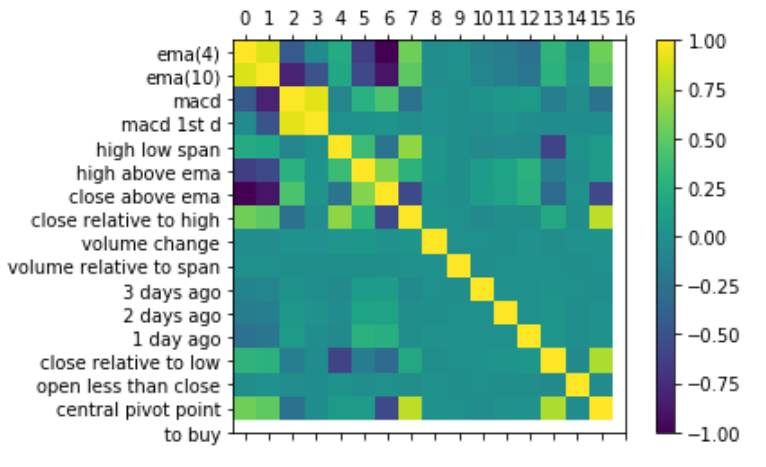 0 1 2 3 4 5 6 7 8 9 10 11 12 13 14 15 16
ema(4)
ema(10)
macd
macd 1st d
high low span
high above ema
close above ema
close relative to high
volume change
volume relative to span
3 days ago
2 days ago
1 day ago
close relative to low
open less than close
central pivot point
to buy
1.00
0.75
0.50
0.25
0.00
−0.25
−0.50
−0.75
−1.00